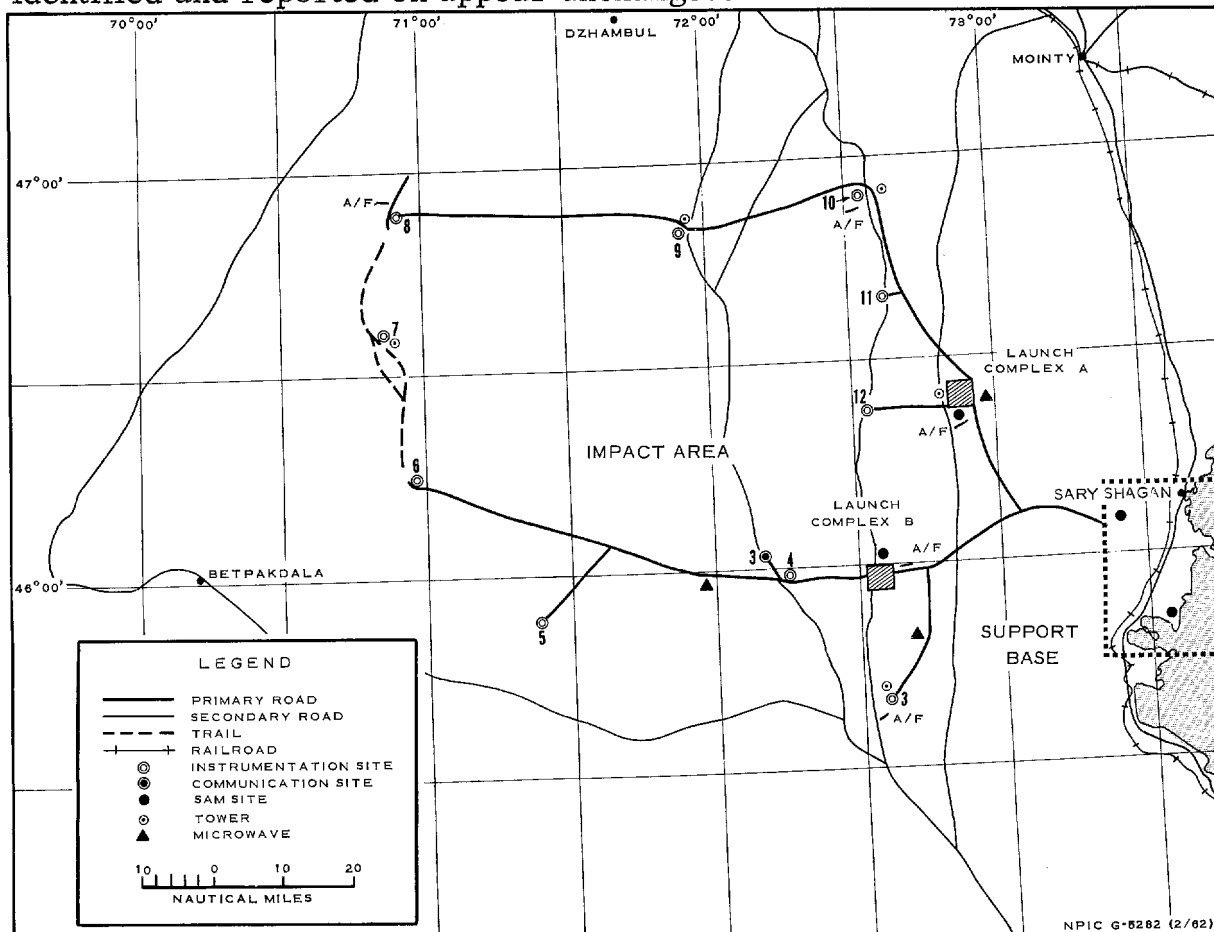 identified and reported on appear unchanged.
70°00'
71°00'
72°00'
73°00'
DZHAMBUL
MOINTY
47°00'
A/F
8
9
10
A/F
11
7
LAUNCH
COMPLEX A
12
A/F
IMPACT AREA
6
SARY SHAGAN
LAUNCH
COMPLEX B
A/F
3
4
BETPAKDALA
46°00'
5
SUPPORT
BASE
3
A/F
LEGEND
PRIMARY ROAD
SECONDARY ROAD
TRAIL
RAILROAD
INSTRUMENTATION SITE
COMMUNICATION SITE
SAM SITE
TOWER
MICROWAVE
10 0 10 20
NAUTICAL MILES
NPIC G-5282 (2/62)